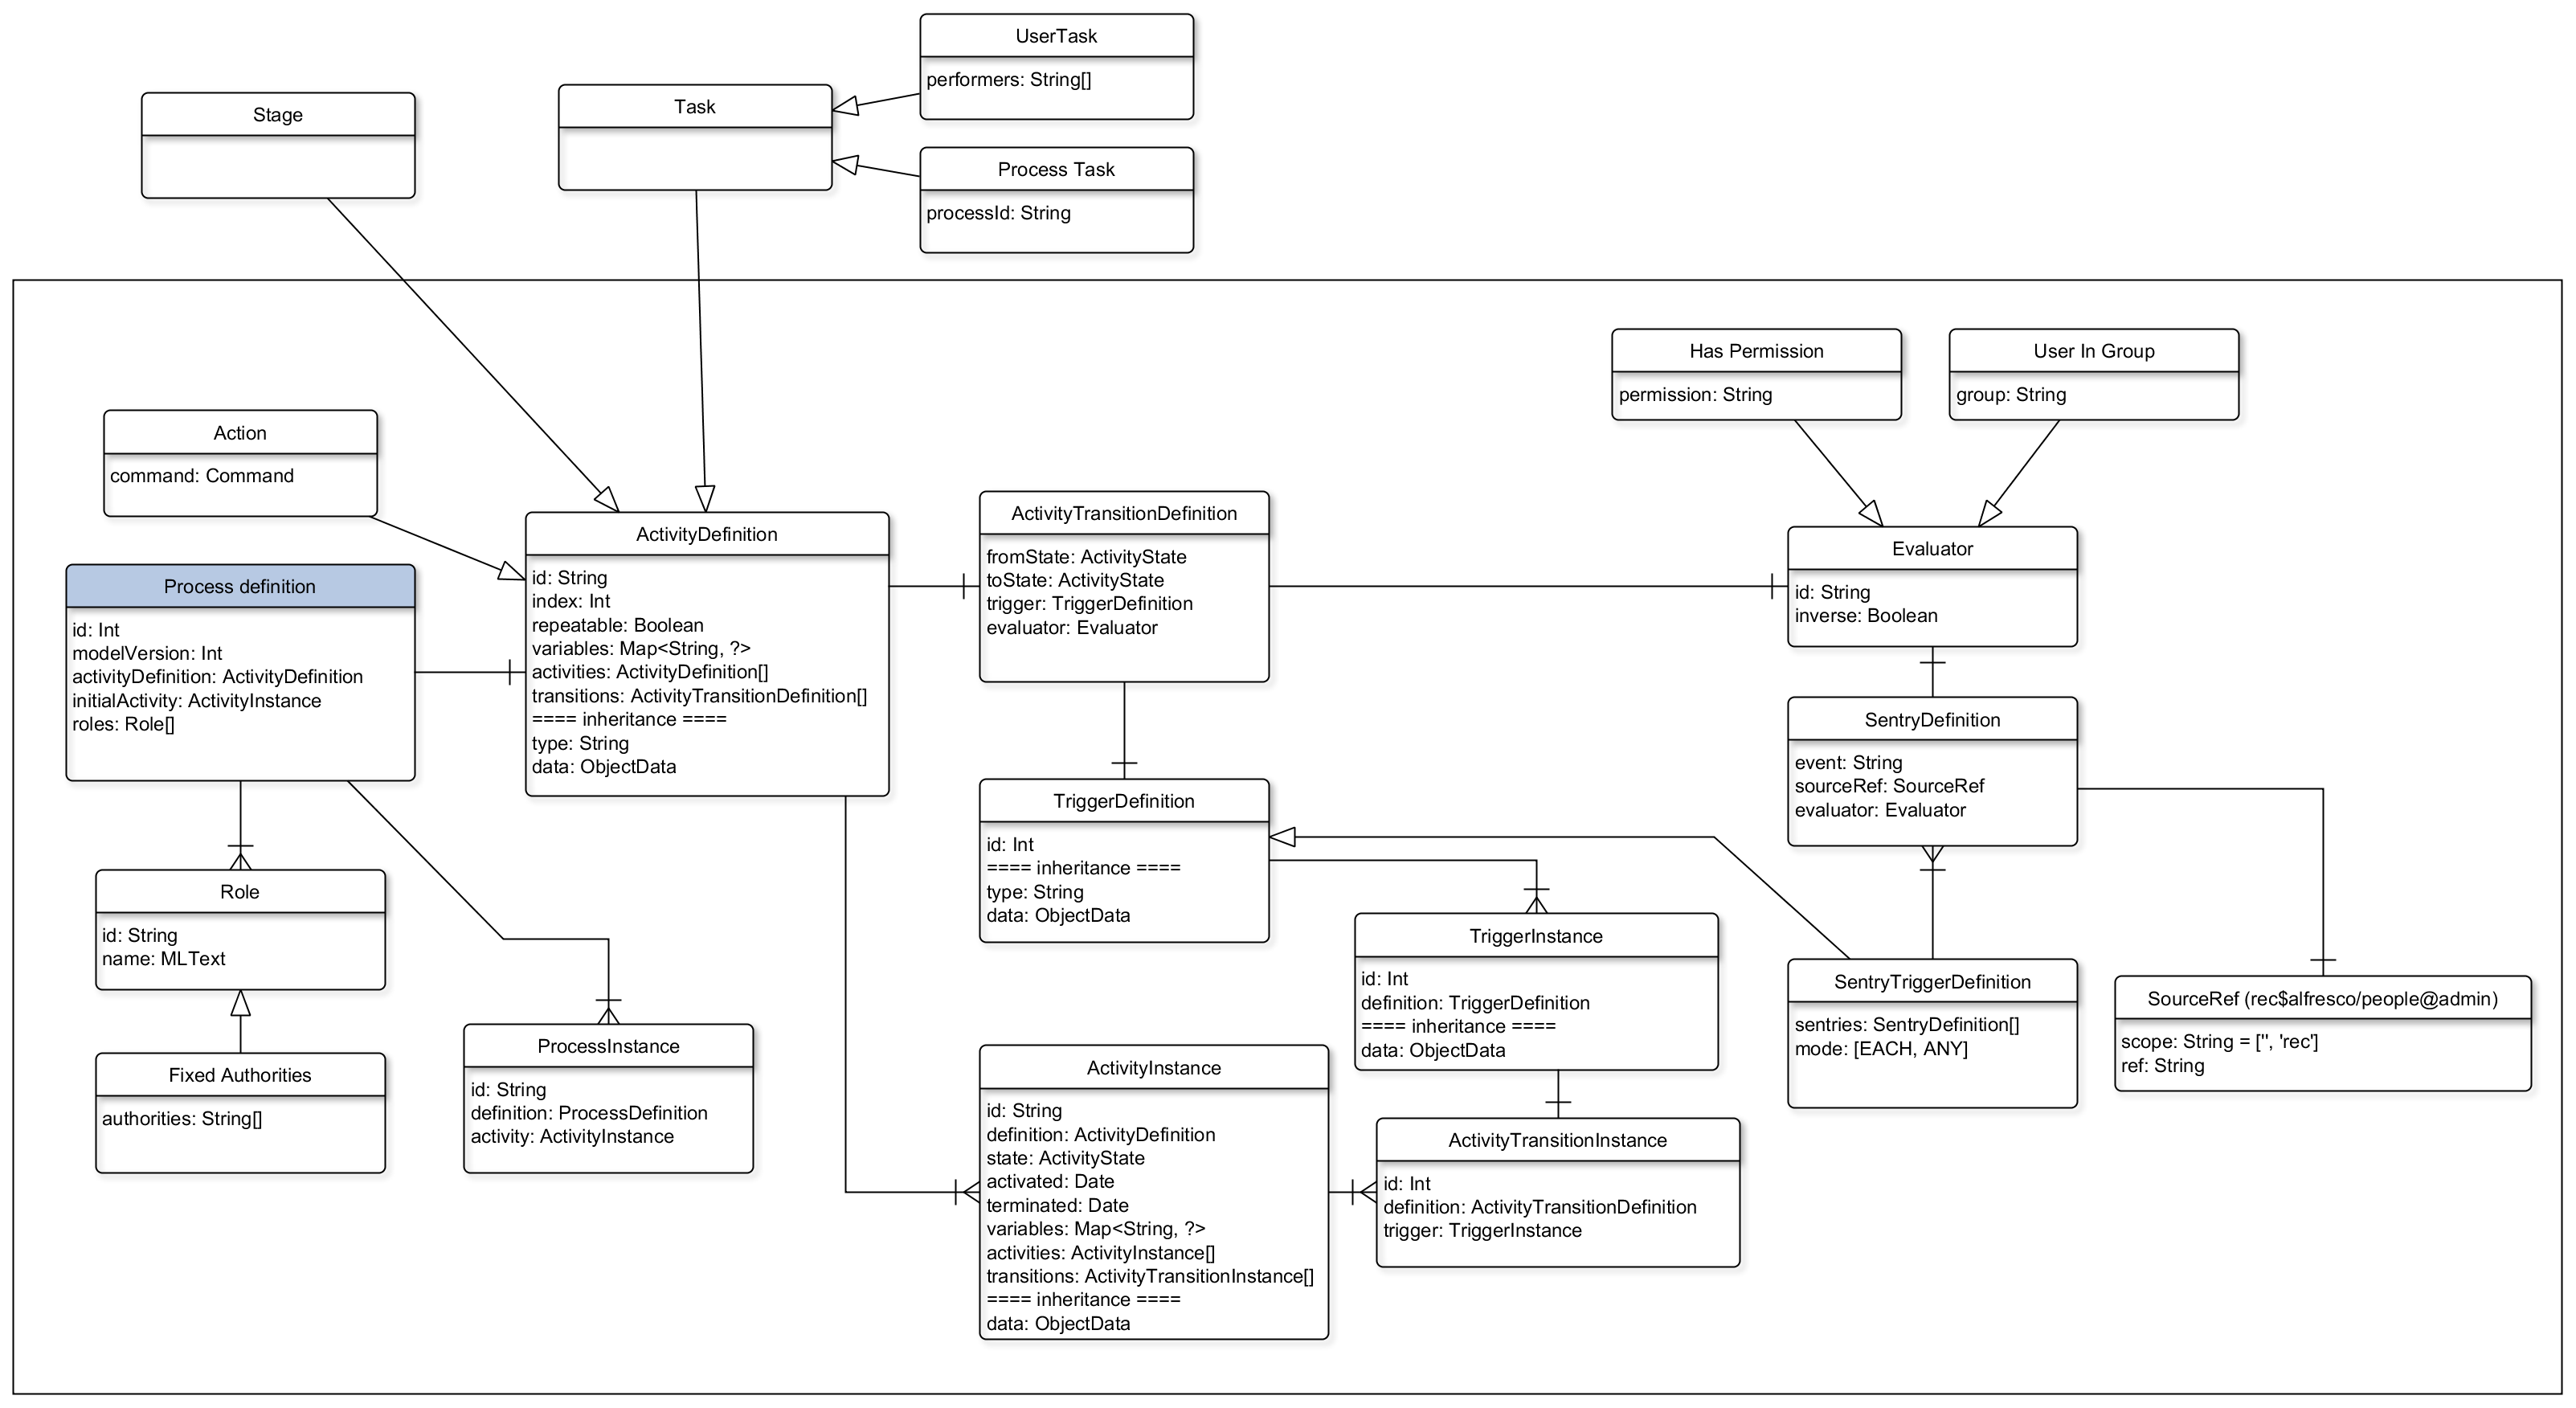 UserTask
performers: String[]
Stage
Task
Process Task
processId: String
Has Permission
permission: String
User In Group
group: String
Action
command: Command
ActivityDefinition
id: String
index: Int
repeatable: Boolean
variables: Map<String, ?>
activities: ActivityDefinition[]
transitions: ActivityTransitionDefinition[]
==== inheritance ====
type: String
data: ObjectData
ActivityTransitionDefinition
fromState: ActivityState
toState: ActivityState
trigger: TriggerDefinition
evaluator: Evaluator
Evaluator
id: String
inverse: Boolean
Process definition
id: Int
modelVersion: Int
activityDefinition: ActivityDefinition
initialActivity: ActivityInstance
roles: Role[]
SentryDefinition
event: String
sourceRef: SourceRef
evaluator: Evaluator
TriggerDefinition
id: Int
==== inheritance ====
type: String
data: ObjectData
Role
id: String
name: MLText
TriggerInstance
id: Int
definition: TriggerDefinition
==== inheritance ====
data: ObjectData
SentryTriggerDefinition
sentries: SentryDefinition[]
mode: [EACH, ANY]
SourceRef (rec$alfresco/people@admin)
scope: String = ['', 'rec']
ref: String
Fixed Authorities
authorities: String[]
ProcessInstance
id: String
definition: ProcessDefinition
activity: ActivityInstance
ActivityInstance
id: String
definition: ActivityDefinition
state: ActivityState
activated: Date
terminated: Date
variables: Map<String, ?>
activities: ActivityInstance[]
transitions: ActivityTransitionInstance[]
==== inheritance ====
data: ObjectData
ActivityTransitionInstance
id: Int
definition: ActivityTransitionDefinition
trigger: TriggerInstance